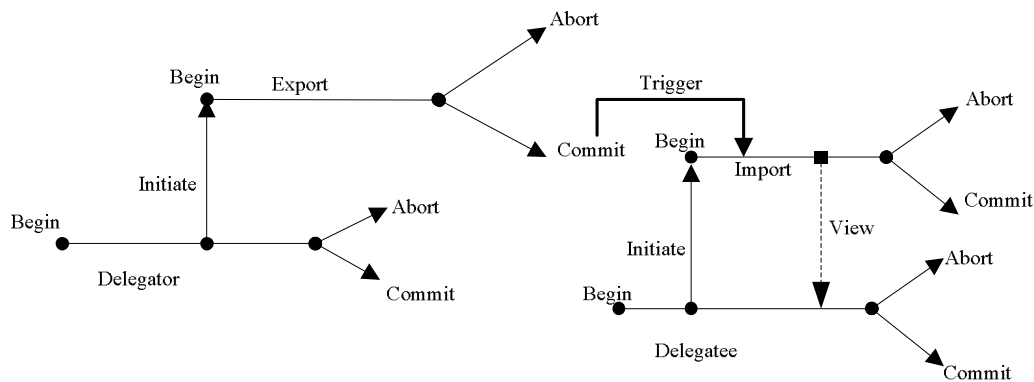 Abort
Begin
Export
Trigger
Abort
Begin
Commit
Import
Initiate
Commit
Abort
Begin
View
Initiate
Abort
Delegator
Commit
Begin
Delegatee
Commit